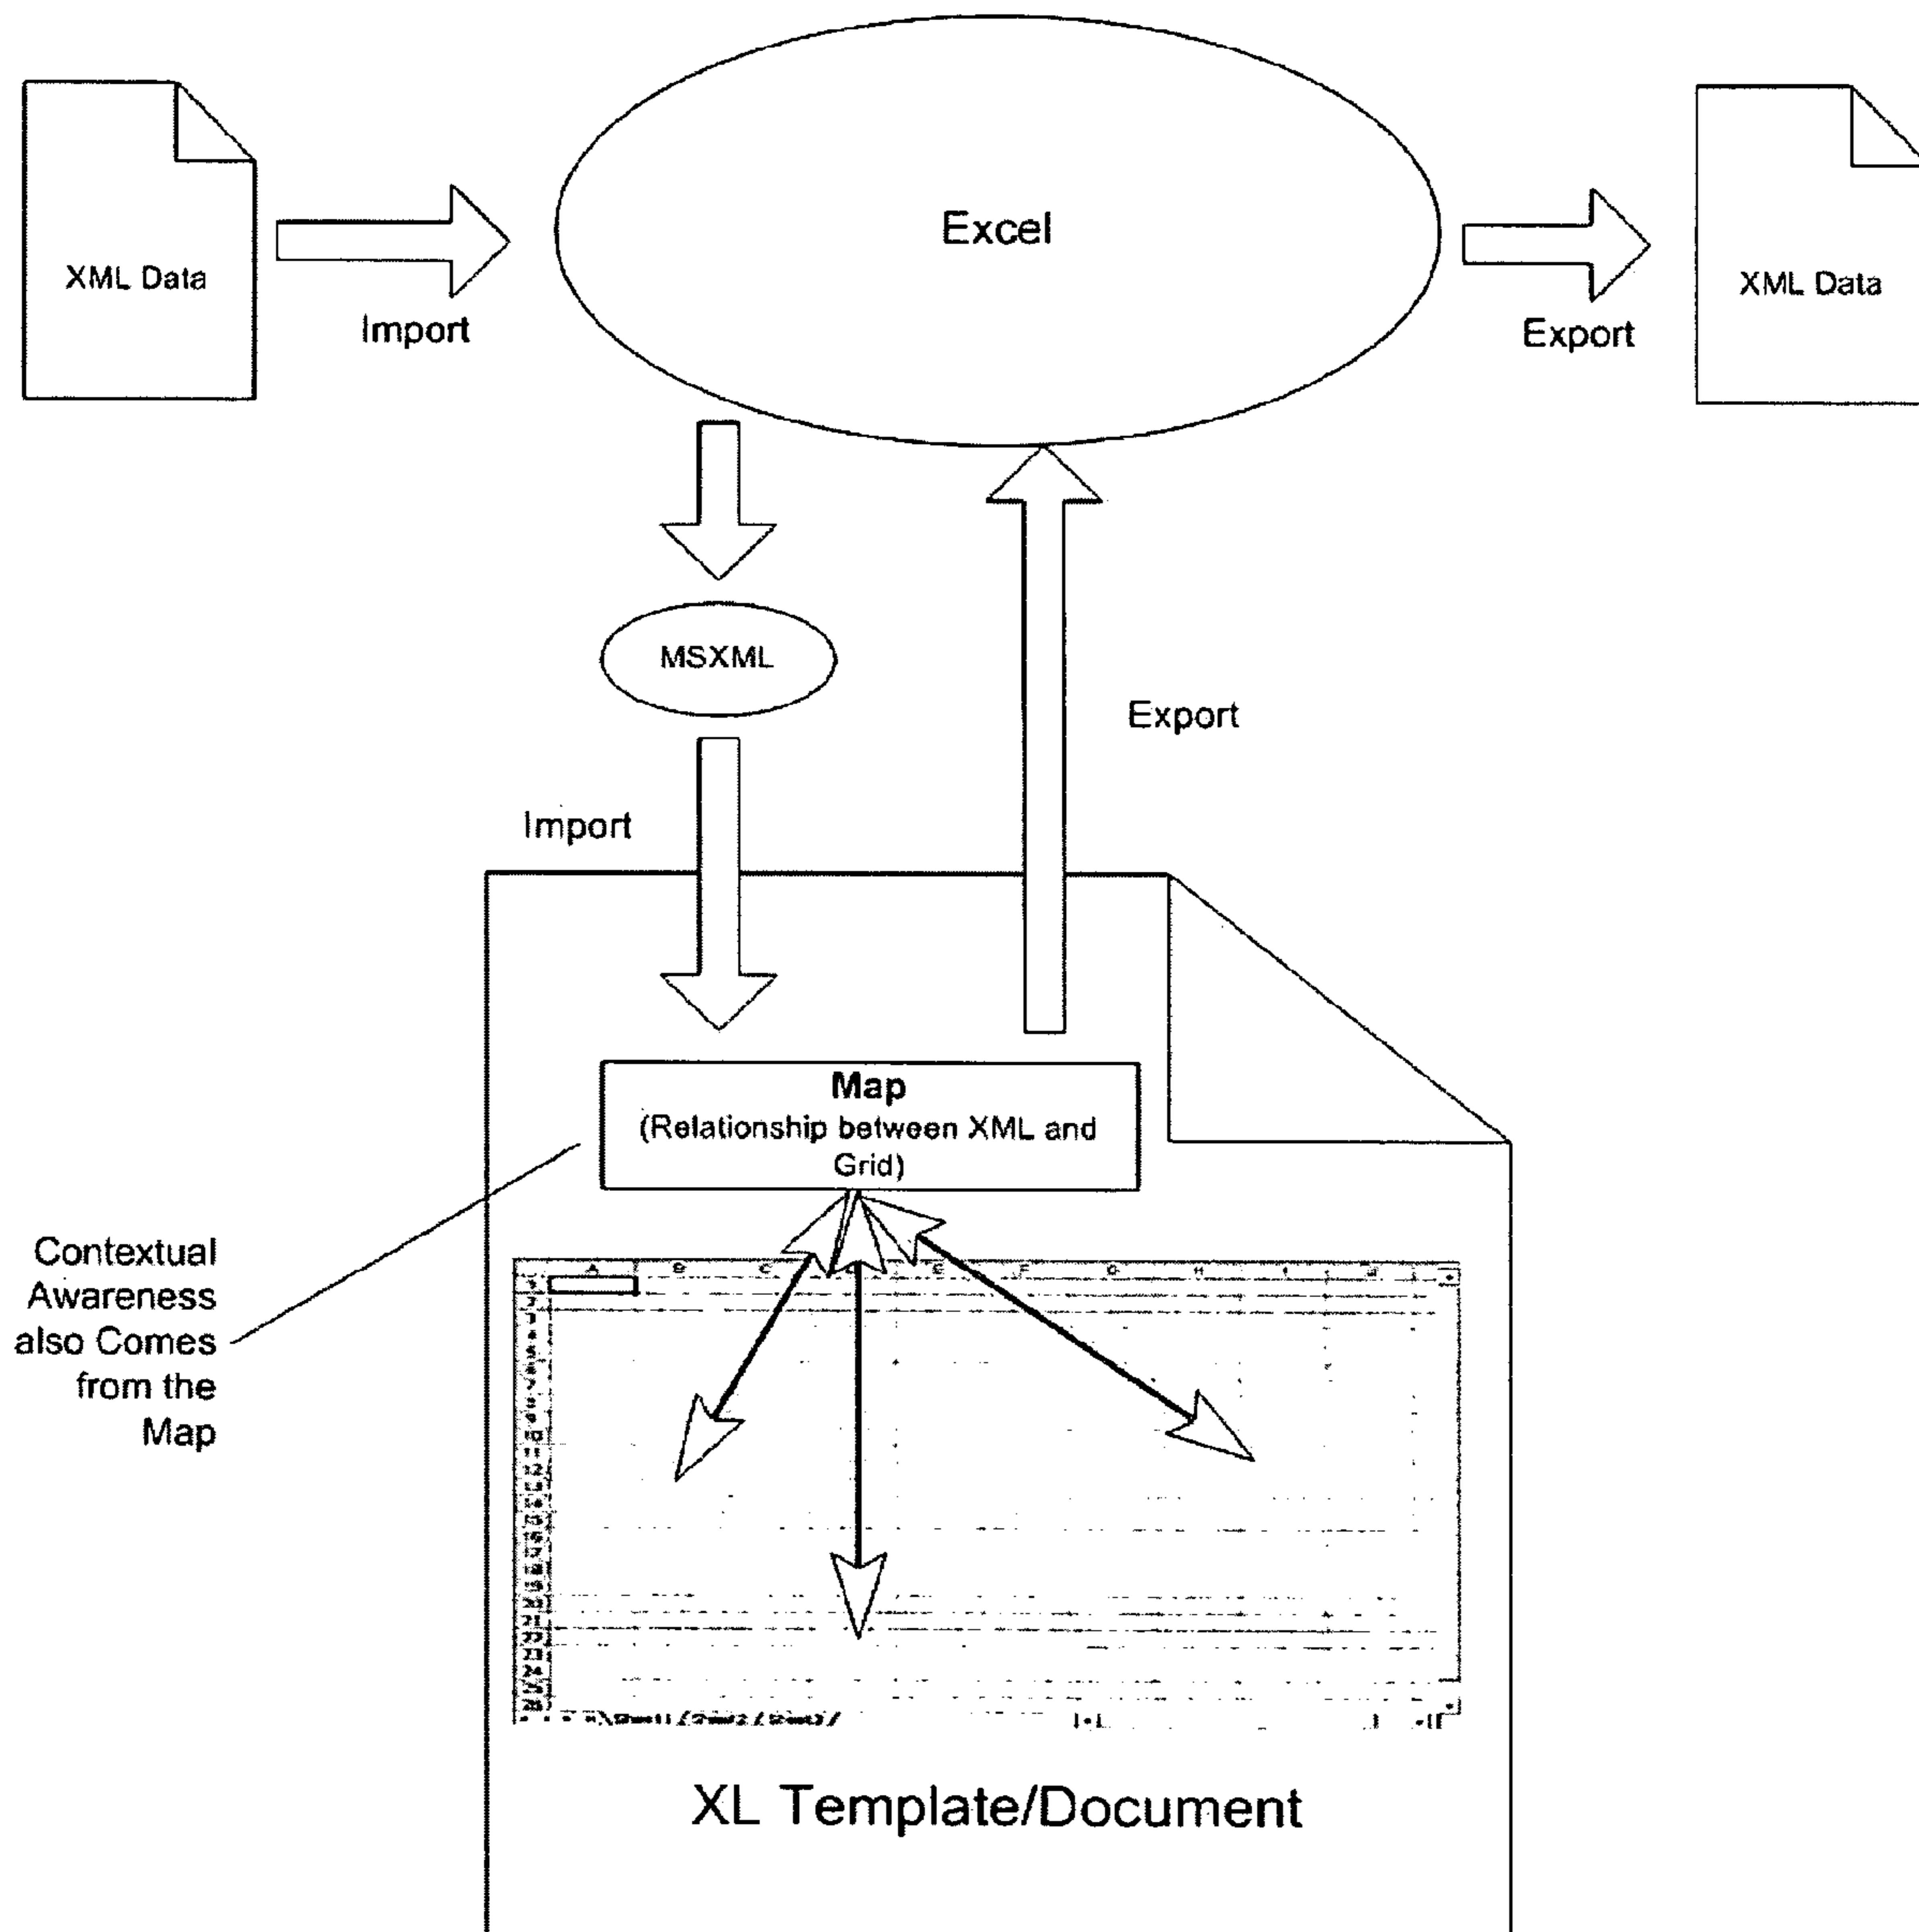 Excel
XML Data
Import
XML Data
Export
MSXML
Export
Import
Map
(Relationship between XML and
Grid)
Contextual
Awareness
also Comes
from the
Map
A B C E F G H I
XL Template/Document